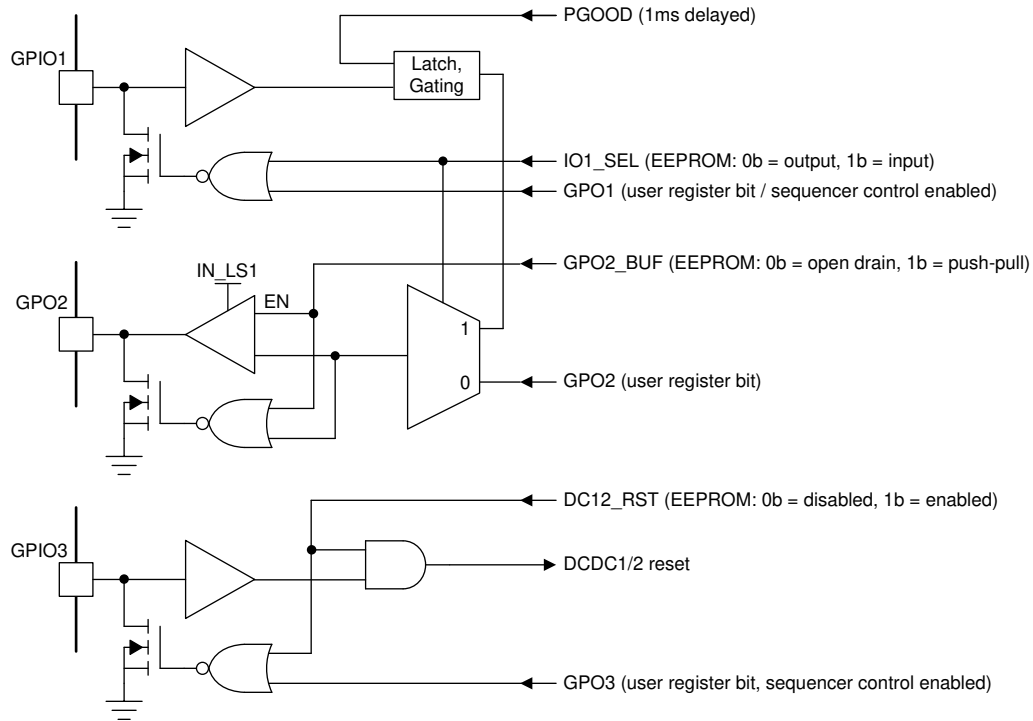 PGOOD (1ms delayed)
GPIO1
Latch,
Gating
IO1_SEL (EEPROM: 0b = output, 1b = input)
GPO1 (user register bit / sequencer control enabled)
GPO2_BUF (EEPROM: 0b = open drain, 1b = push-pull)
IN_LS1
EN
GPO2
1
0
GPO2 (user register bit)
DC12_RST (EEPROM: 0b = disabled, 1b = enabled)
GPIO3
DCDC1/2 reset
GPO3 (user register bit, sequencer control enabled)